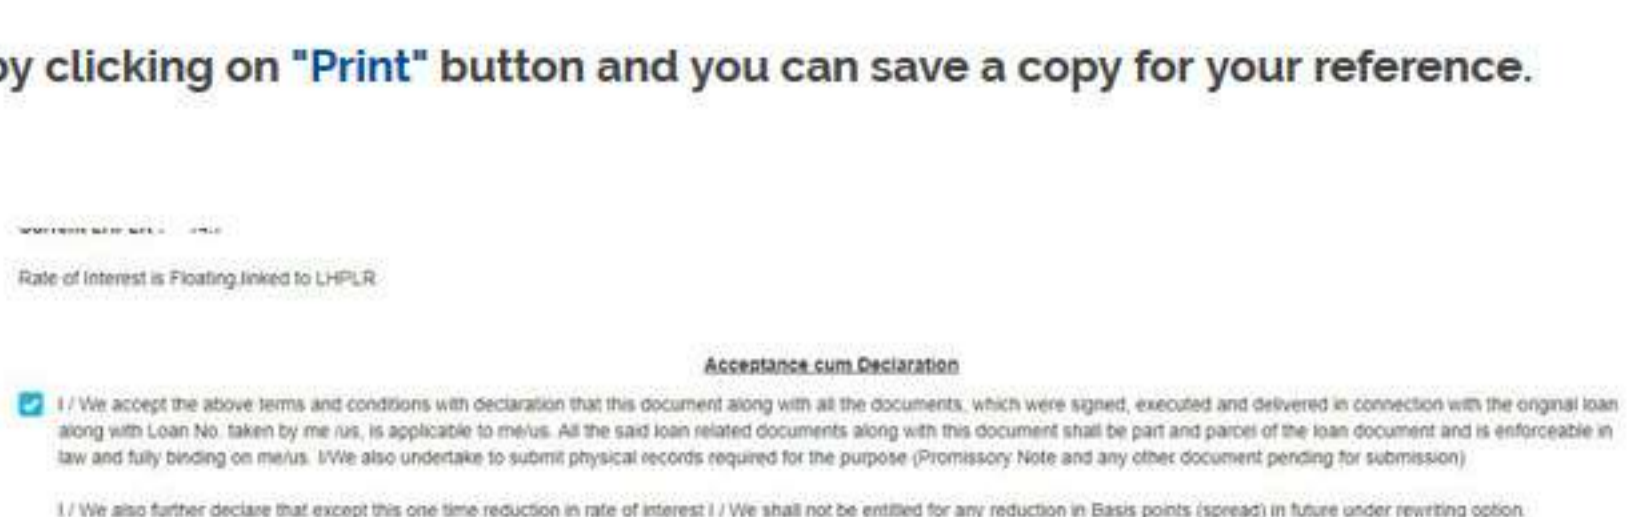 by clicking on "Print" button and you can save a copy for your reference.
Rate of Interest is Floating linked to LHPLR
Acceptance cum Declaration
I / We accept the above terms and conditions with declaration that this document along with all the documents, which were signed, executed and delivered in connection with the original loan
along with Loan No. taken by me /us, is applicable to me/us. All the said loan related documents along with this document shall be part and parcel of the loan document and is enforceable in
law and fully binding on me/us. I/We also undertake to submit physical records required for the purpose (Promissory Note and any other document pending for submission)
I / We also further declare that except this one time reduction in rate of interest I / We shall not be entitled for any reduction in Basis points (spread) in future under rewriting option.